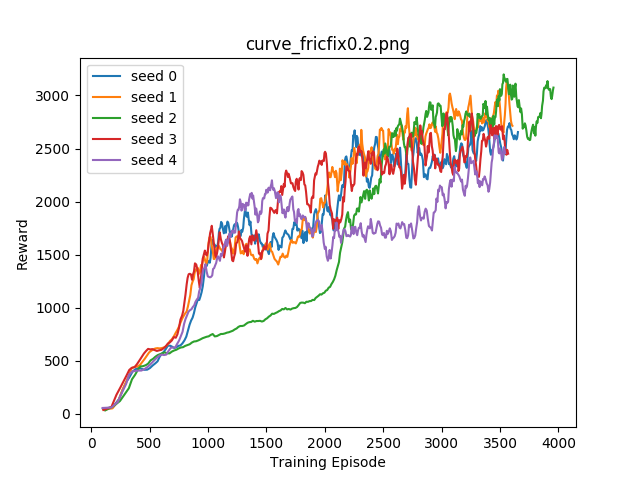 curve_fricfix0.2.png
seed 0
seed 1
seed 2
seed 3
seed 4
Reward
3000
2500
2000
1500
1000
500
0
0 500 1000 1500 2000 2500 3000 3500 4000
Training Episode